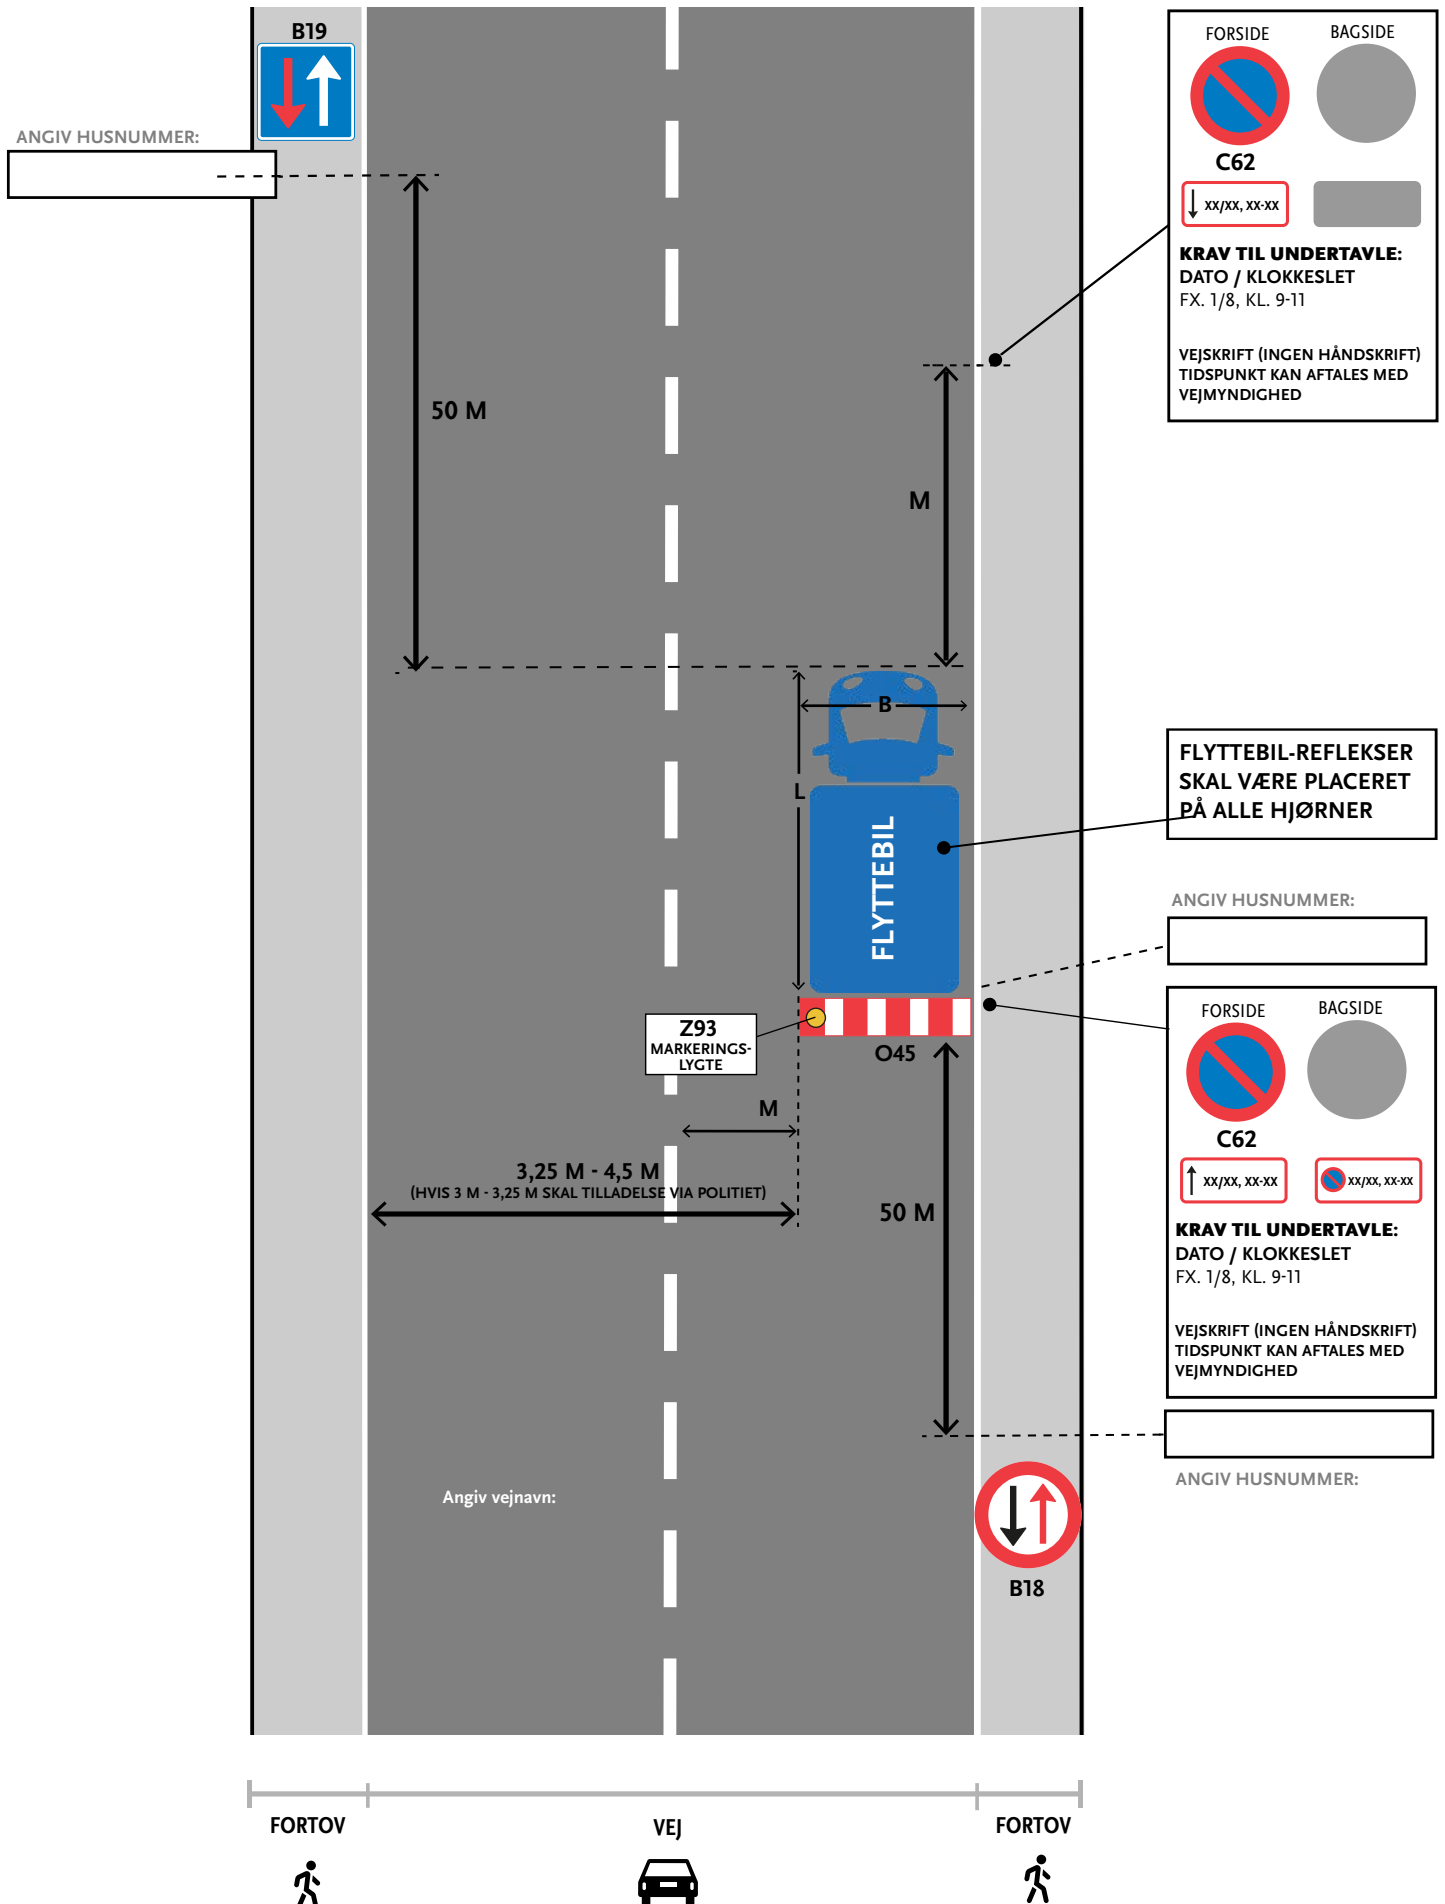 B19
ANGIV HUSNUMMER:
50 M
FORSIDE
BAGSIDE
C62
xx/xx, xx-xx
KRAV TIL UNDERTAVLE:
DATO / KLOKKESLET
FX. 1/8, KL. 9-11
VEJSKRIFT (INGEN HÅNDSKRIFT)
TIDSPUNKT KAN AFTALES MED
VEJMYNDIGHED
M
B
L
FLYTTEBIL
FLYTTEBIL-REFLEKSER
SKAL VÆRE PLACERET
PÅ ALLE HJØRNER
ANGIV HUSNUMMER:
Z93
MARKERINGS-
LYGTE
O45
M
3,25 M - 4,5 M
(HVIS 3 M - 3,25 M SKAL TILLADELSE VIA POLITIET)
50 M
FORSIDE
BAGSIDE
C62
xx/xx, xx-xx
xx/xx, xx-xx
KRAV TIL UNDERTAVLE:
DATO / KLOKKESLET
FX. 1/8, KL. 9-11
VEJSKRIFT (INGEN HÅNDSKRIFT)
TIDSPUNKT KAN AFTALES MED
VEJMYNDIGHED
ANGIV HUSNUMMER:
Angiv vejnavn:
B18
FORTOV
VEJ
FORTOV